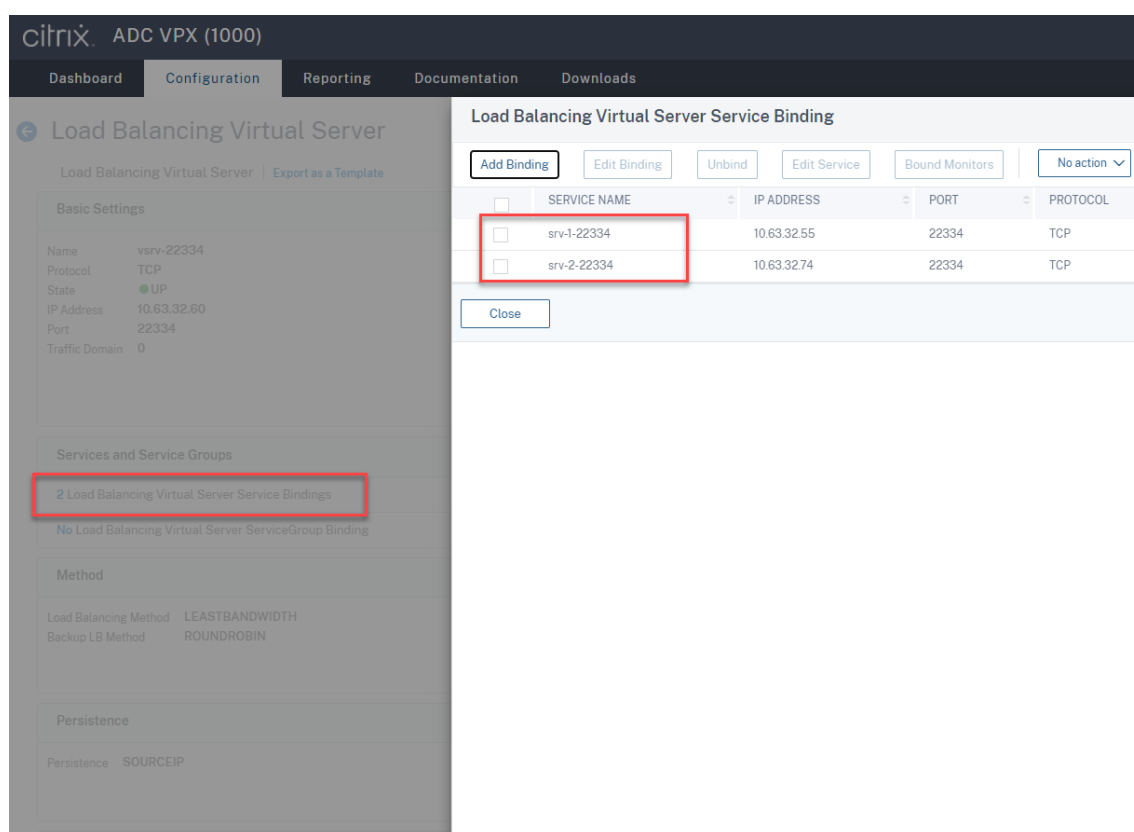 citrix. ADC VPX (1000)
Dashboard Configuration Reporting Documentation Downloads
Load Balancing Virtual Server
Load Balancing Virtual Server | Export as a Template
Basic Settings
Name vsrv-22334
Protocol TCP
State UP
IP Address 10.63.32.60
Port 22334
Traffic Domain 0
Services and Service Groups
2 Load Balancing Virtual Server Service Bindings
No Load Balancing Virtual Server ServiceGroup Binding
Method
Load Balancing Method LEASTBANDWIDTH
Backup LB Method ROUNDROBIN
Persistence
Persistence SOURCEIP
Load Balancing Virtual Server Service Binding
Add Binding Edit Binding Unbind Edit Service Bound Monitors No action
SERVICE NAME IP ADDRESS PORT PROTOCOL
srv-1-22334 10.63.32.55 22334 TCP
srv-2-22334 10.63.32.74 22334 TCP
Close